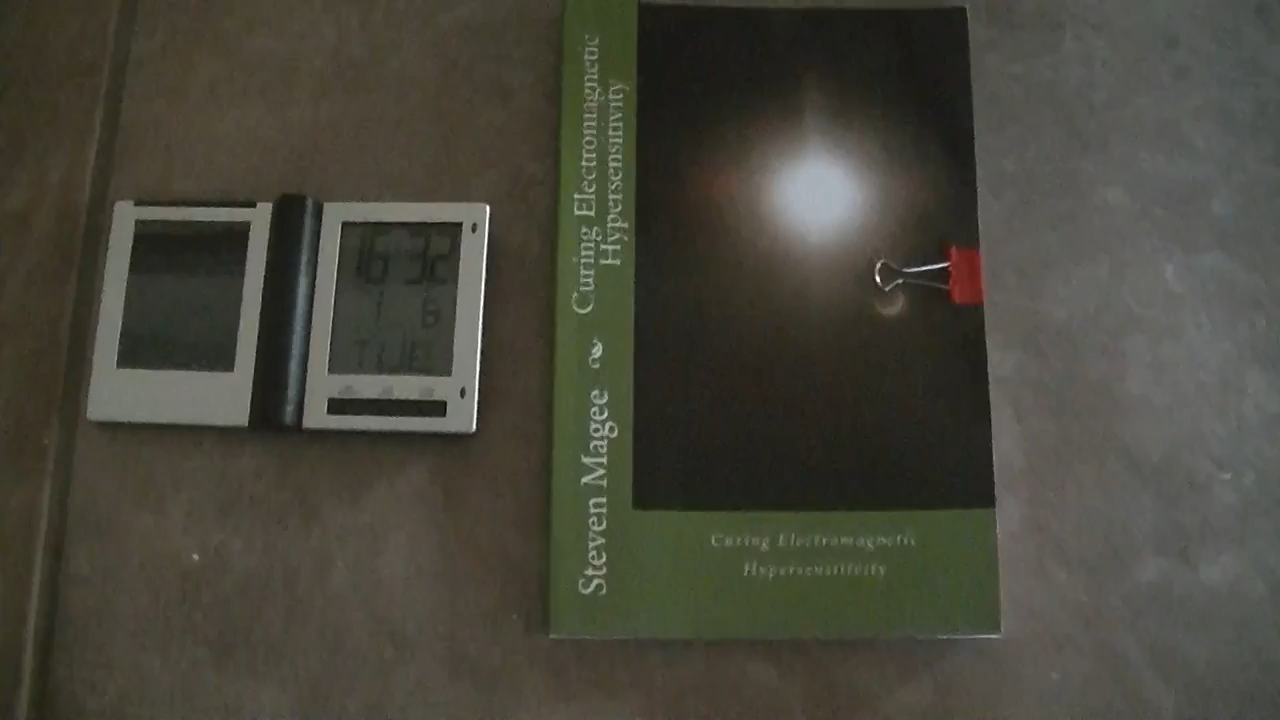 16:32
1 6
TUE
Steven Magee
Curing Electromagnetic
Hypersensitivity
Curing Electromagnetic
Hypersensitivity